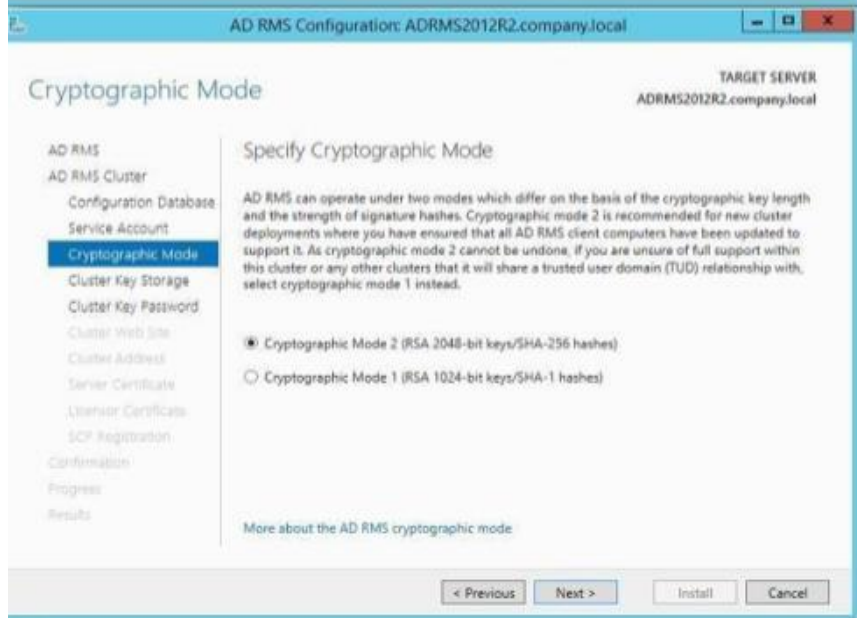 AD RMS Configuration: ADRMS2012R2.company.local
Cryptographic Mode
TARGET SERVER
ADRMS2012R2.company.local
AD RMS
AD RMS Cluster
Configuration Database
Service Account
Cryptographic Mode
Cluster Key Storage
Cluster Key Password
Cluster Web Site
Cluster Address
Server Certificate
Licensor Certificate
SCP Registration
Confirmation
Progress
Results
Specify Cryptographic Mode
AD RMS can operate under two modes which differ on the basis of the cryptographic key length
and the strength of signature hashes. Cryptographic mode 2 is recommended for new cluster
deployments where you have ensured that all AD RMS client computers have been updated to
support it. As cryptographic mode 2 cannot be undone, if you are unsure of full support within
this cluster or any other clusters that it will share a trusted user domain (TUD) relationship with,
select cryptographic mode 1 instead.
Cryptographic Mode 2 (RSA 2048-bit keys/SHA-256 hashes)
Cryptographic Mode 1 (RSA 1024-bit keys/SHA-1 hashes)
More about the AD RMS cryptographic mode
< Previous
Next >
Install
Cancel